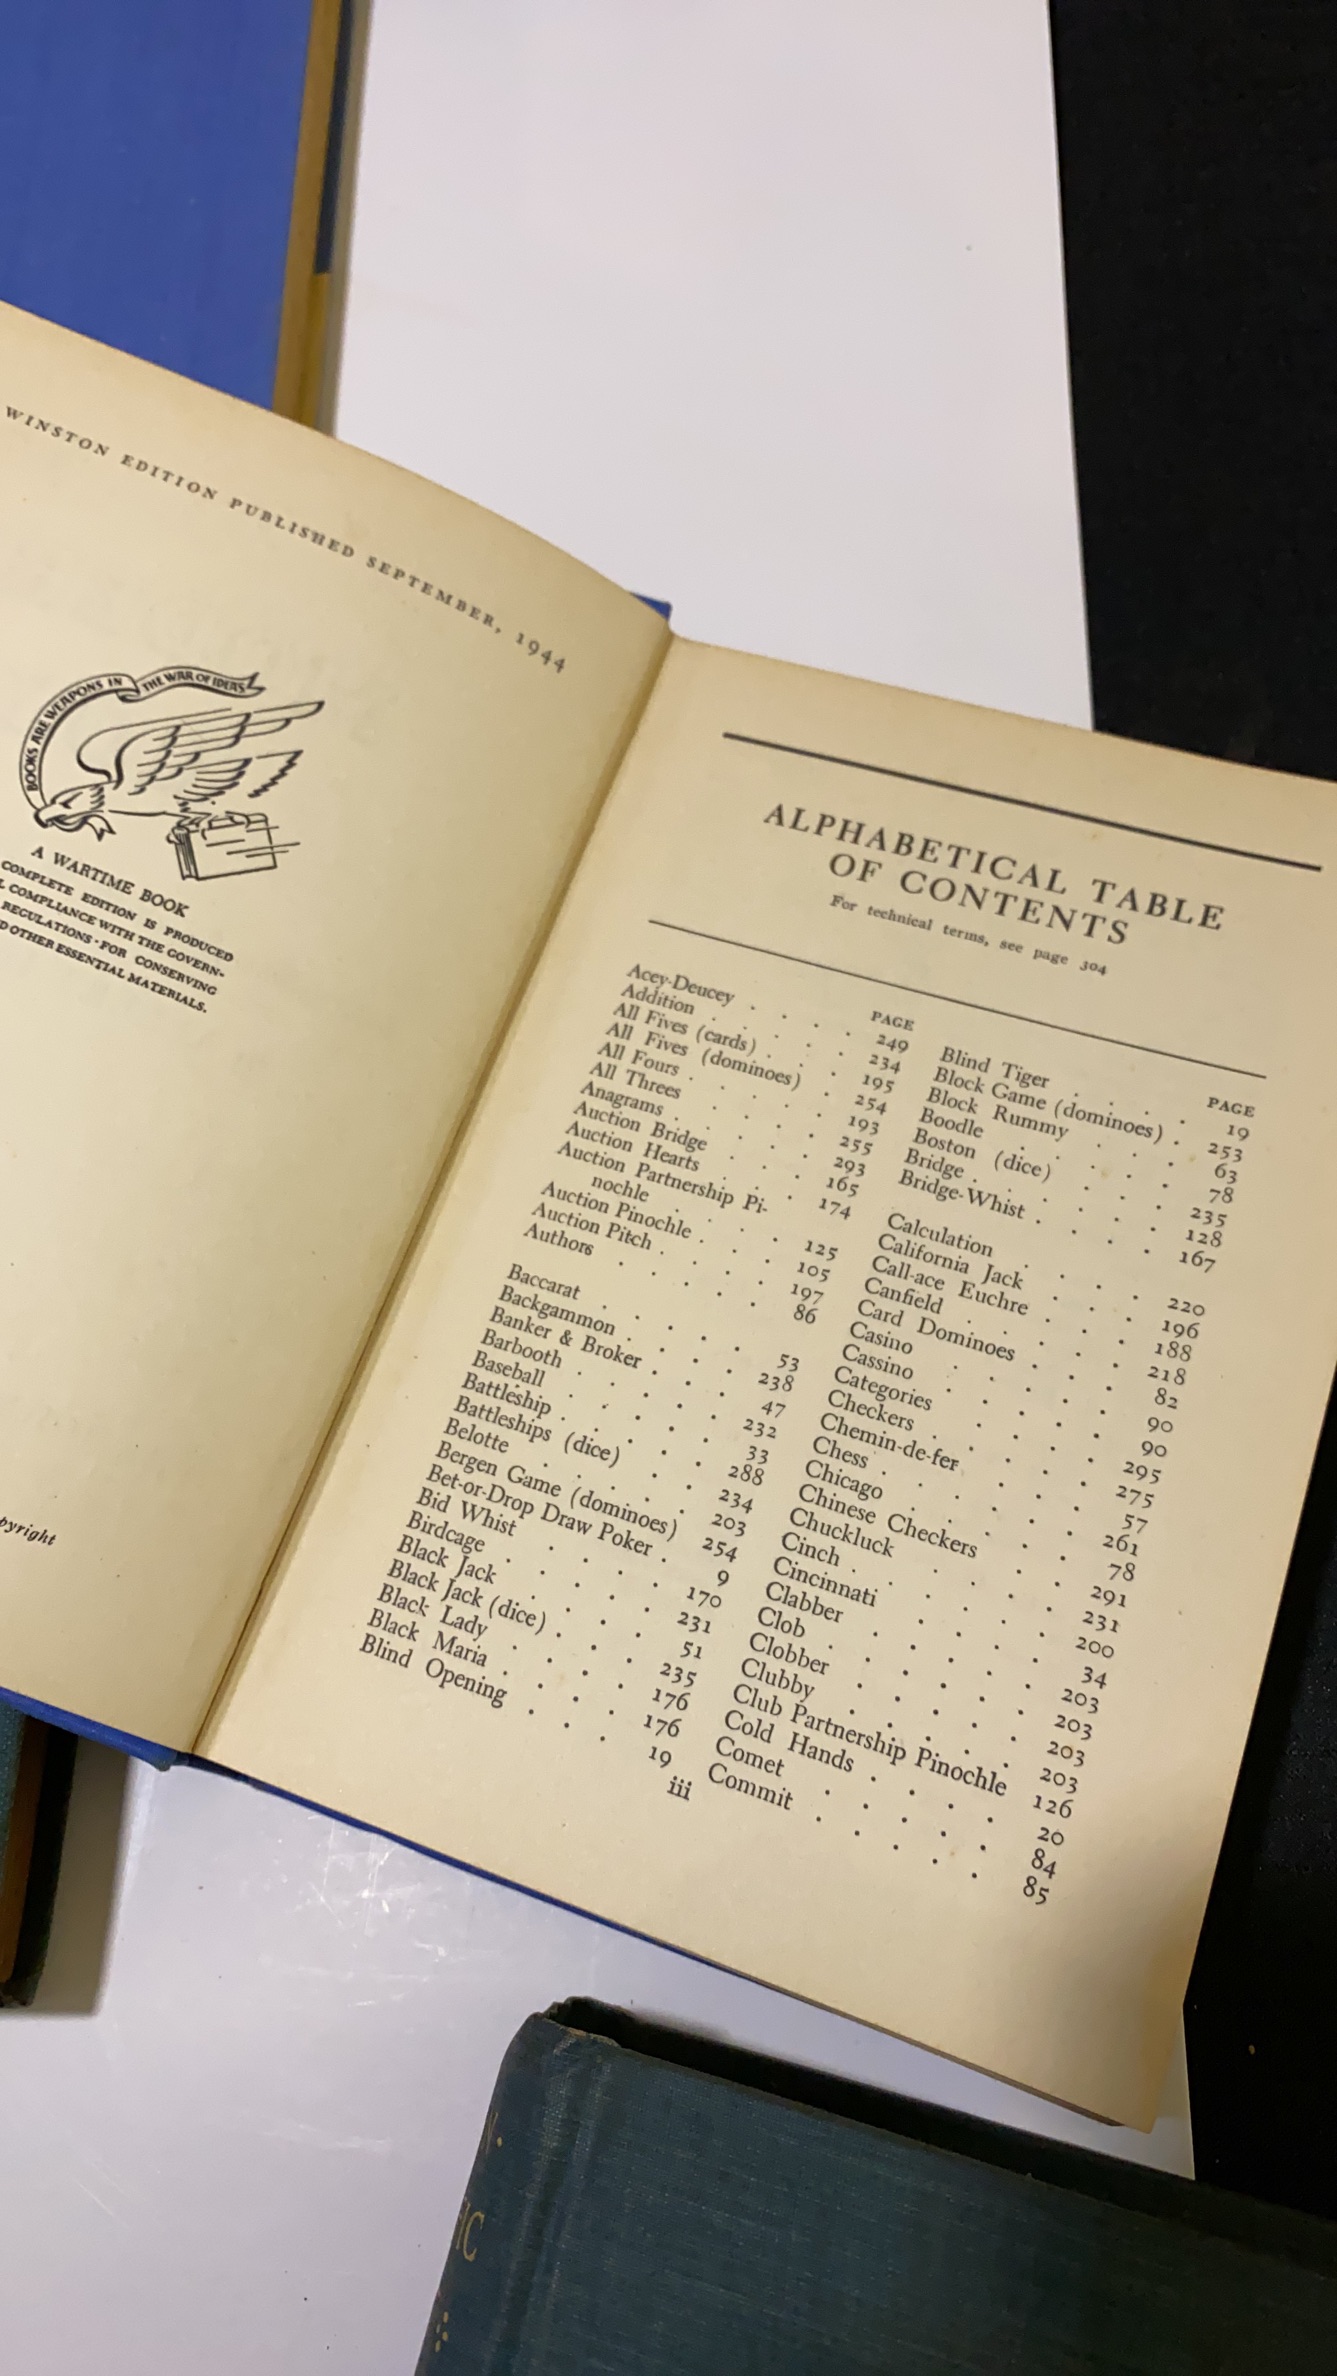 WINSTON EDITION PUBLISHED SEPTEMBER, 1944
BOOKS ARE WEAPONS IN THE WAR OF IDEAS
A WARTIME BOOK
COMPLETE EDITION IS PRODUCED
COMPLIANCE WITH THE GOVERN-
REGULATIONS · FOR CONSERVING
OTHER ESSENTIAL MATERIALS.
pyright
ALPHABETICAL TABLE
OF CONTENTS
For technical terms, see page 304
PAGE
Acey-Deucey . . . . 249
Addition . . . . . 234
All Fives (cards) . . . 195
All Fives (dominoes) . 254
All Fours . . . . . 193
All Threes . . . . 255
Anagrams . . . . . 293
Auction Bridge . . . 165
Auction Hearts . . . 174
Auction Partnership Pi-
nochle . . . . 125
Auction Pinochle . . . 105
Auction Pitch . . . . 197
Authors . . . . . 86
Baccarat . . . . . 53
Backgammon . . . . 238
Banker & Broker . . . 47
Barbooth . . . . . 232
Baseball . . . . . 33
Battleship . . . . . 288
Battleships (dice) . . . 234
Belotte . . . . . 203
Bergen Game (dominoes) 254
Bet-or-Drop Draw Poker . 9
Bid Whist . . . . 170
Birdcage . . . . . 231
Black Jack . . . . 51
Black Jack (dice) . . . 235
Black Lady . . . . 176
Black Maria . . . . 176
Blind Opening . . . 19
PAGE
Blind Tiger . . . . 19
Block Game (dominoes) . 253
Block Rummy . . . 63
Boodle . . . . . 78
Boston (dice) . . . . 235
Bridge . . . . . . 128
Bridge-Whist . . . . 167
Calculation . . . . 220
California Jack . . . 196
Call-ace Euchre . . . 188
Canfield . . . . . 218
Card Dominoes . . . 82
Casino . . . . . 90
Cassino . . . . . 90
Categories . . . . 295
Checkers . . . . . 275
Chemin-de-fer . . . 57
Chess . . . . . . 261
Chicago . . . . . 78
Chinese Checkers . . 291
Chuckluck . . . . 231
Cinch . . . . . . 200
Cincinnati . . . . 34
Clabber . . . . . 203
Clob . . . . . . 203
Clobber . . . . . 203
Clubby . . . . . 203
Club Partnership Pinochle 126
Cold Hands . . . . 20
Comet . . . . . 84
Commit . . . . . 85
iii
N.
IC